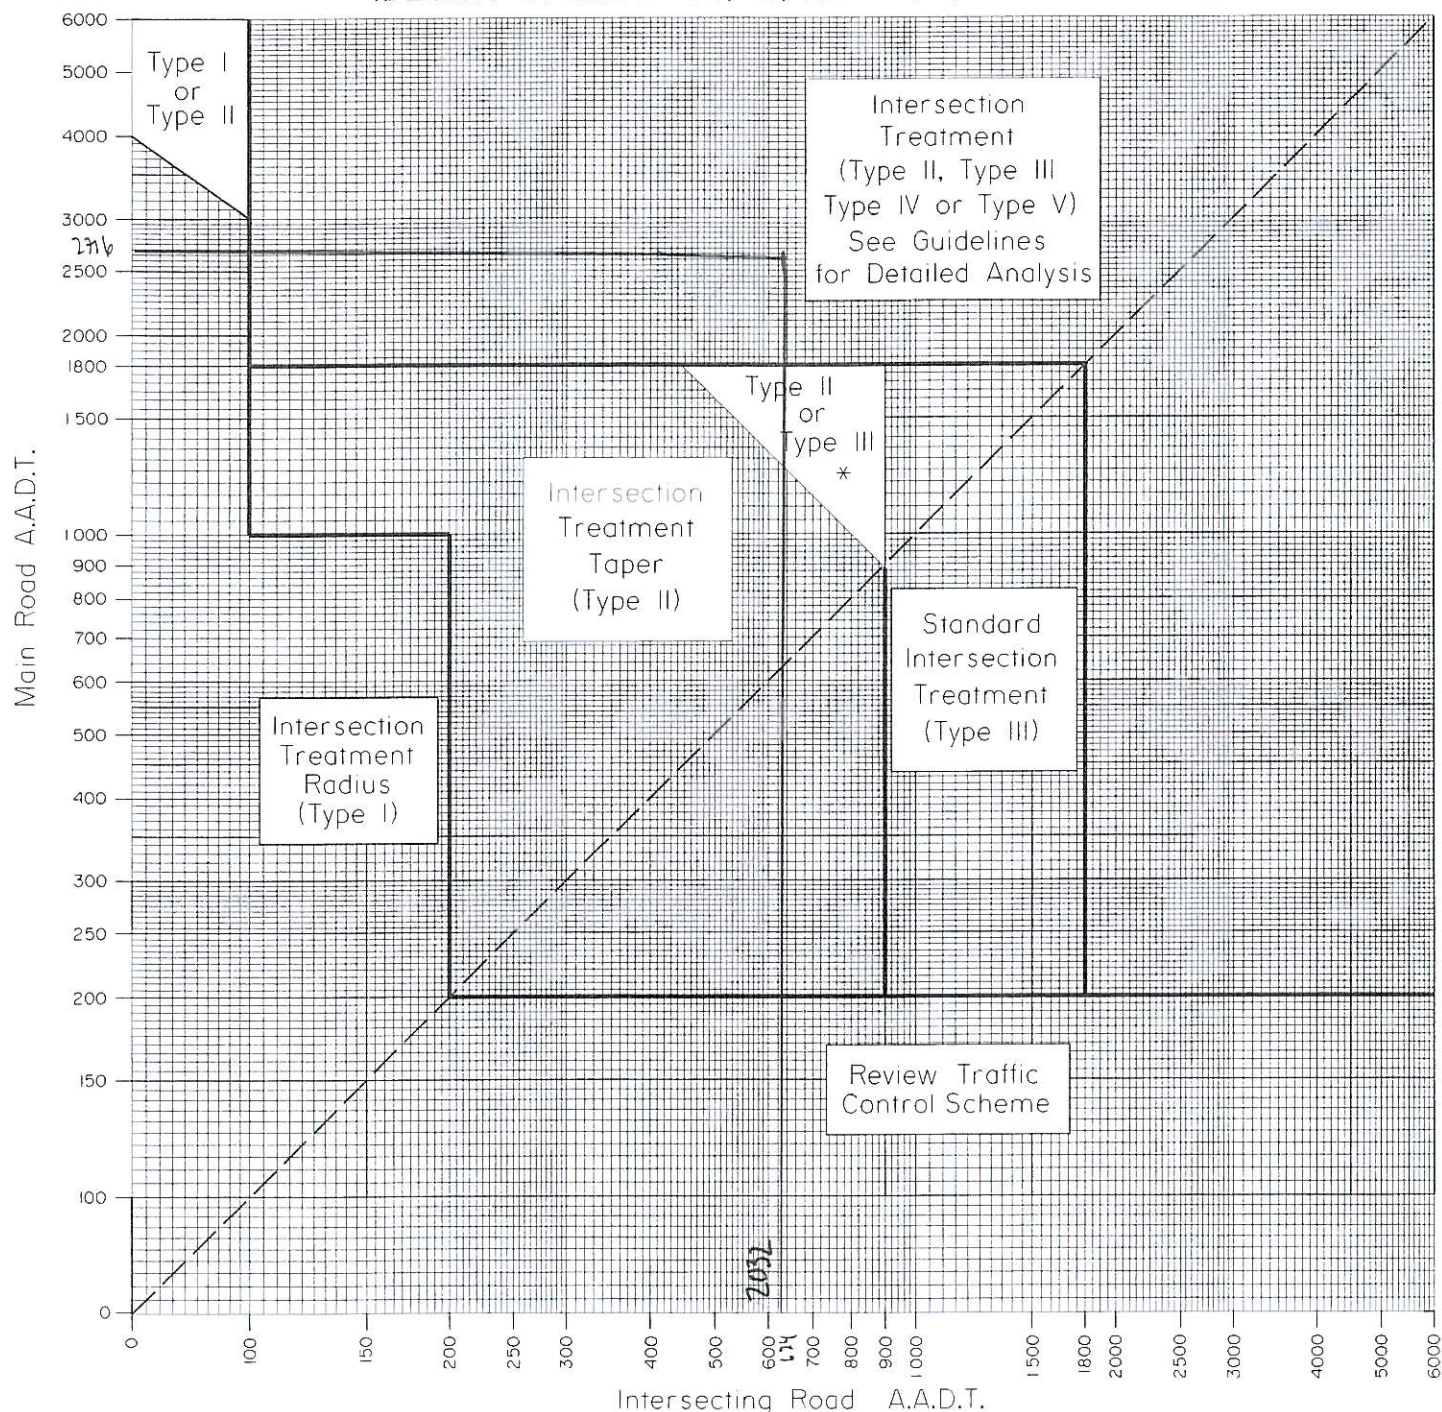 6000
5000
4000
3000
2716
2500
2000
1800
1500
1000
900
800
700
600
500
400
300
250
200
150
100
0
Main Road A.A.D.T.
Type I
or
Type II
Intersection
Treatment
(Type II, Type III
Type IV or Type V)
See Guidelines
for Detailed Analysis
Type II
or
Type III
*
Intersection
Treatment
Taper
(Type II)
Standard
Intersection
Treatment
(Type III)
Intersection
Treatment
Radius
(Type I)
Review Traffic
Control Scheme
2032
0 100 150 200 250 300 400 500 600 700 800 900 1000 1500 1800 2000 2500 3000 4000 5000 6000
Intersecting Road A.A.D.T.